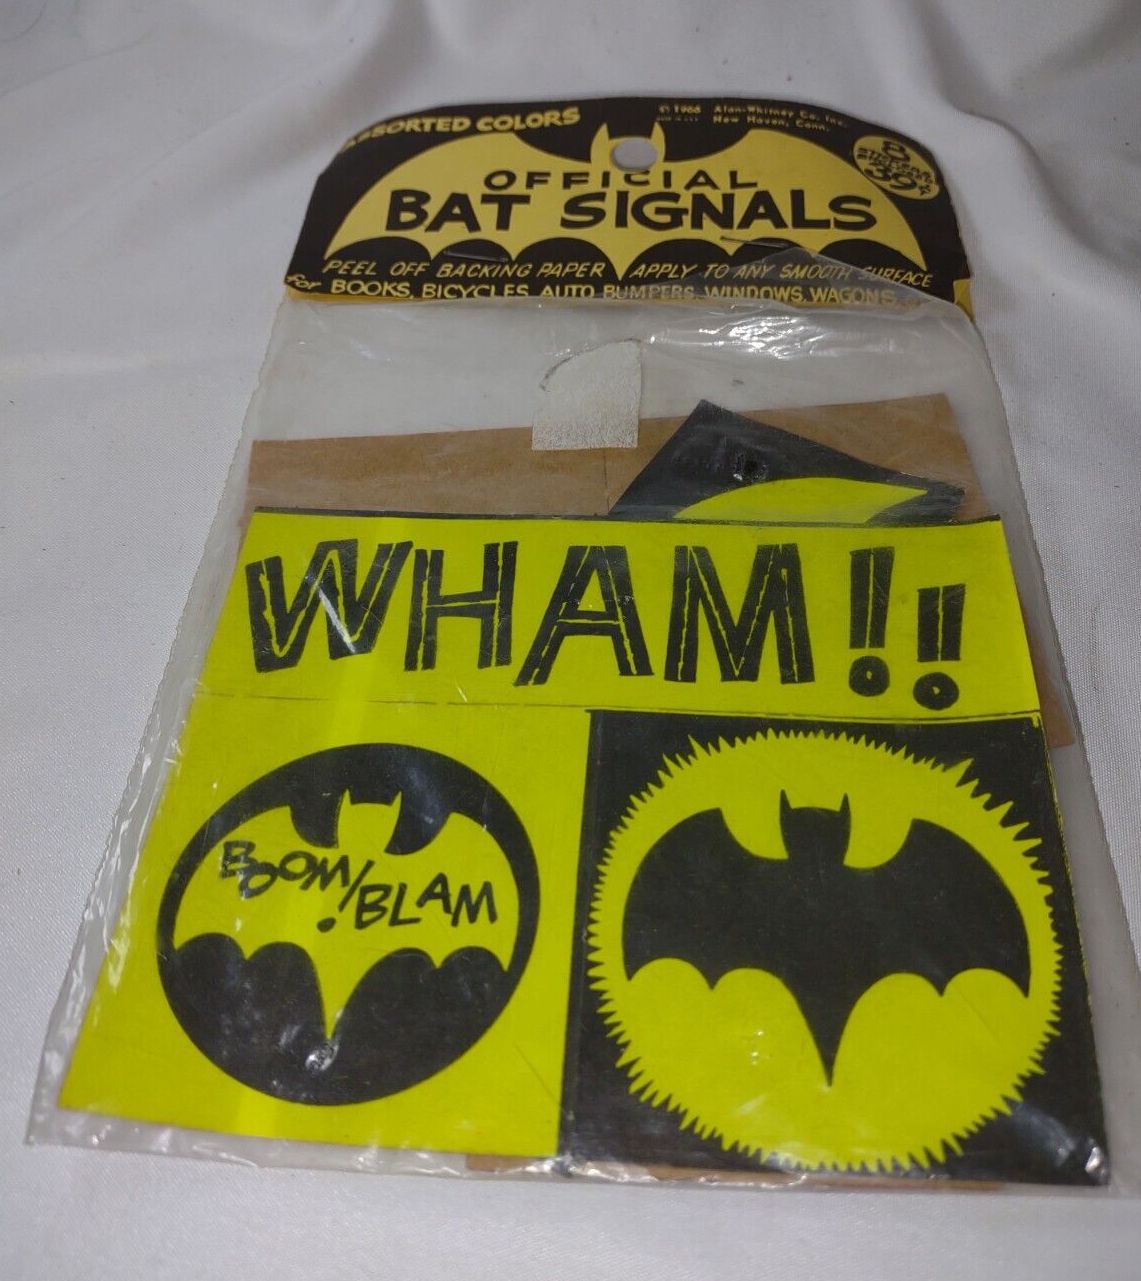 ASSORTED COLORS
© 1966 Alan-Whitney Co. Inc.
New Haven, Conn.
8
39¢
OFFICIAL
BAT SIGNALS
PEEL OFF BACKING PAPER APPLY TO ANY SMOOTH SURFACE
for BOOKS, BICYCLES, AUTO BUMPERS, WINDOWS, WAGONS,
WHAM!!
BOOM!
BLAM